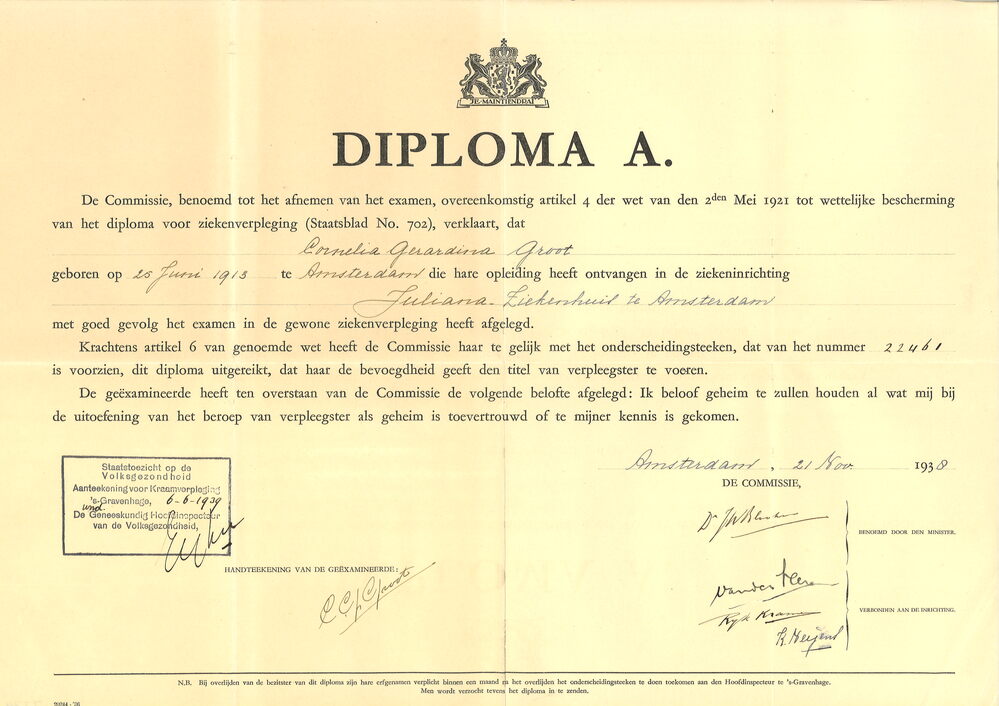 JE MAINTIENDRAI
DIPLOMA A.
De Commissie, benoemd tot het afnemen van het examen, overeenkomstig artikel 4 der wet van den 2den Mei 1921 tot wettelijke bescherming
van het diploma voor ziekenverpleging (Staatsblad No. 702), verklaart, dat
Cornelia Gerardina Groot
geboren op 25 Juni 1913 te Amsterdam die hare opleiding heeft ontvangen in de ziekeninrichting
Juliana-Ziekenhuis te Amsterdam
met goed gevolg het examen in de gewone ziekenverpleging heeft afgelegd.
Krachtens artikel 6 van genoemde wet heeft de Commissie haar te gelijk met het onderscheidingsteeken, dat van het nummer 22461
is voorzien, dit diploma uitgereikt, dat haar de bevoegdheid geeft den titel van verpleegster te voeren.
De geëxamineerde heeft ten overstaan van de Commissie de volgende belofte afgelegd: Ik beloof geheim te zullen houden al wat mij bij
de uitoefening van het beroep van verpleegster als geheim is toevertrouwd of te mijner kennis is gekomen.
Amsterdam, 21 Nov. 1938
DE COMMISSIE,
Staatstoezicht op de
Volksgezondheid
Aanteekening voor Kraamverpleging
's-Gravenhage, 6-6-1939
wnd.
De Geneeskundig Hoofdinspecteur
van de Volksgezondheid,
BENOEMD DOOR DEN MINISTER.
HANDTEEKENING VAN DE GEËXAMINEERDE:
C.G. Groot
VERBONDEN AAN DE INRICHTING.
N.B. Bij overlijden van de bezitster van dit diploma zijn hare erfgenamen verplicht binnen een maand na het overlijden het onderscheidingsteeken te doen toekomen aan den Hoofdinspecteur te 's-Gravenhage.
Men wordt verzocht tevens het diploma in te zenden.